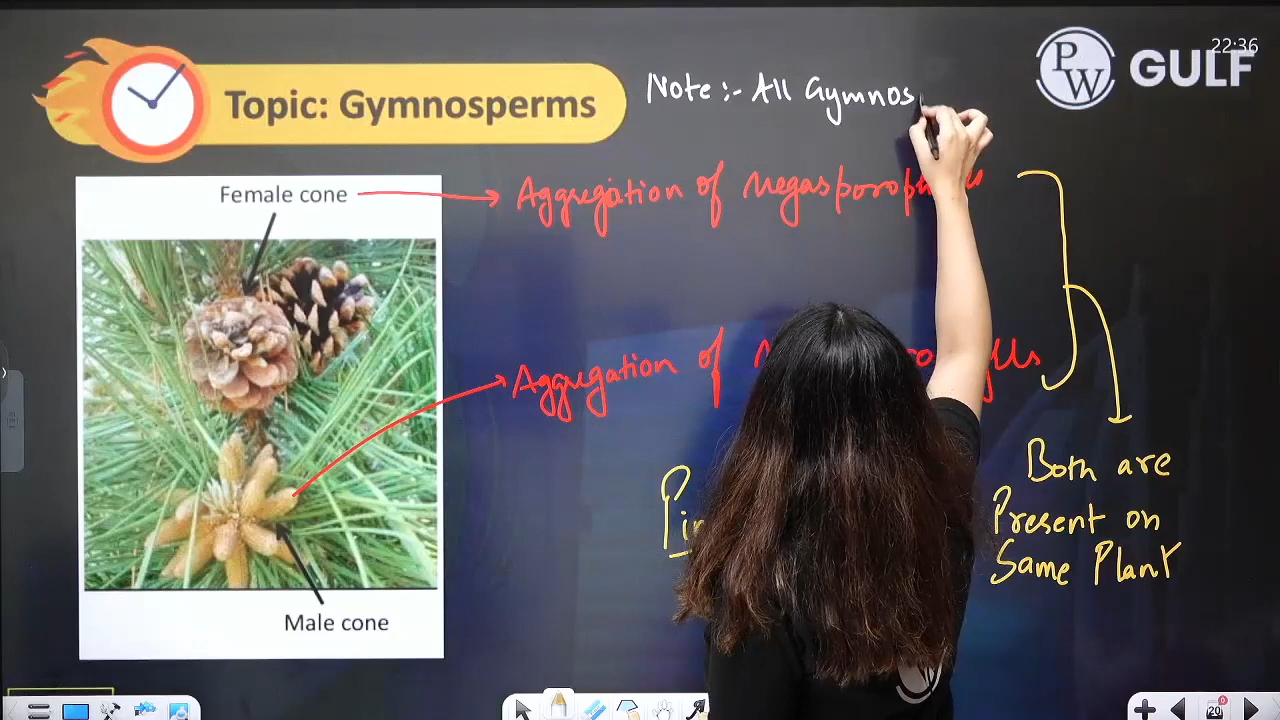 22:36
PW GULF
Topic: Gymnosperms
Note :- All Gymnos
Female cone
Aggregation of Megasporophylls
Aggregation of
Both are
Present on
Same Plant
Male cone
20